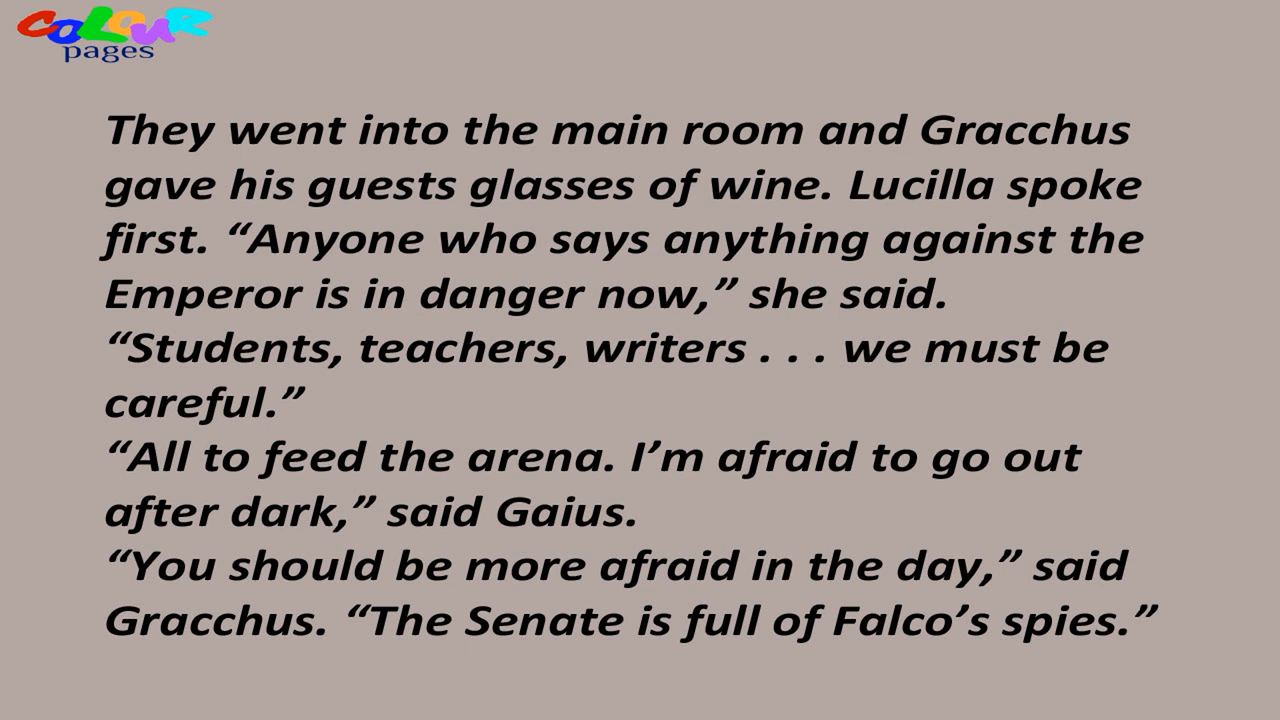 COLOUR
pages
They went into the main room and Gracchus
gave his guests glasses of wine. Lucilla spoke
first. “Anyone who says anything against the
Emperor is in danger now,” she said.
“Students, teachers, writers . . . we must be
careful.”
“All to feed the arena. I’m afraid to go out
after dark,” said Gaius.
“You should be more afraid in the day,” said
Gracchus. “The Senate is full of Falco’s spies.”